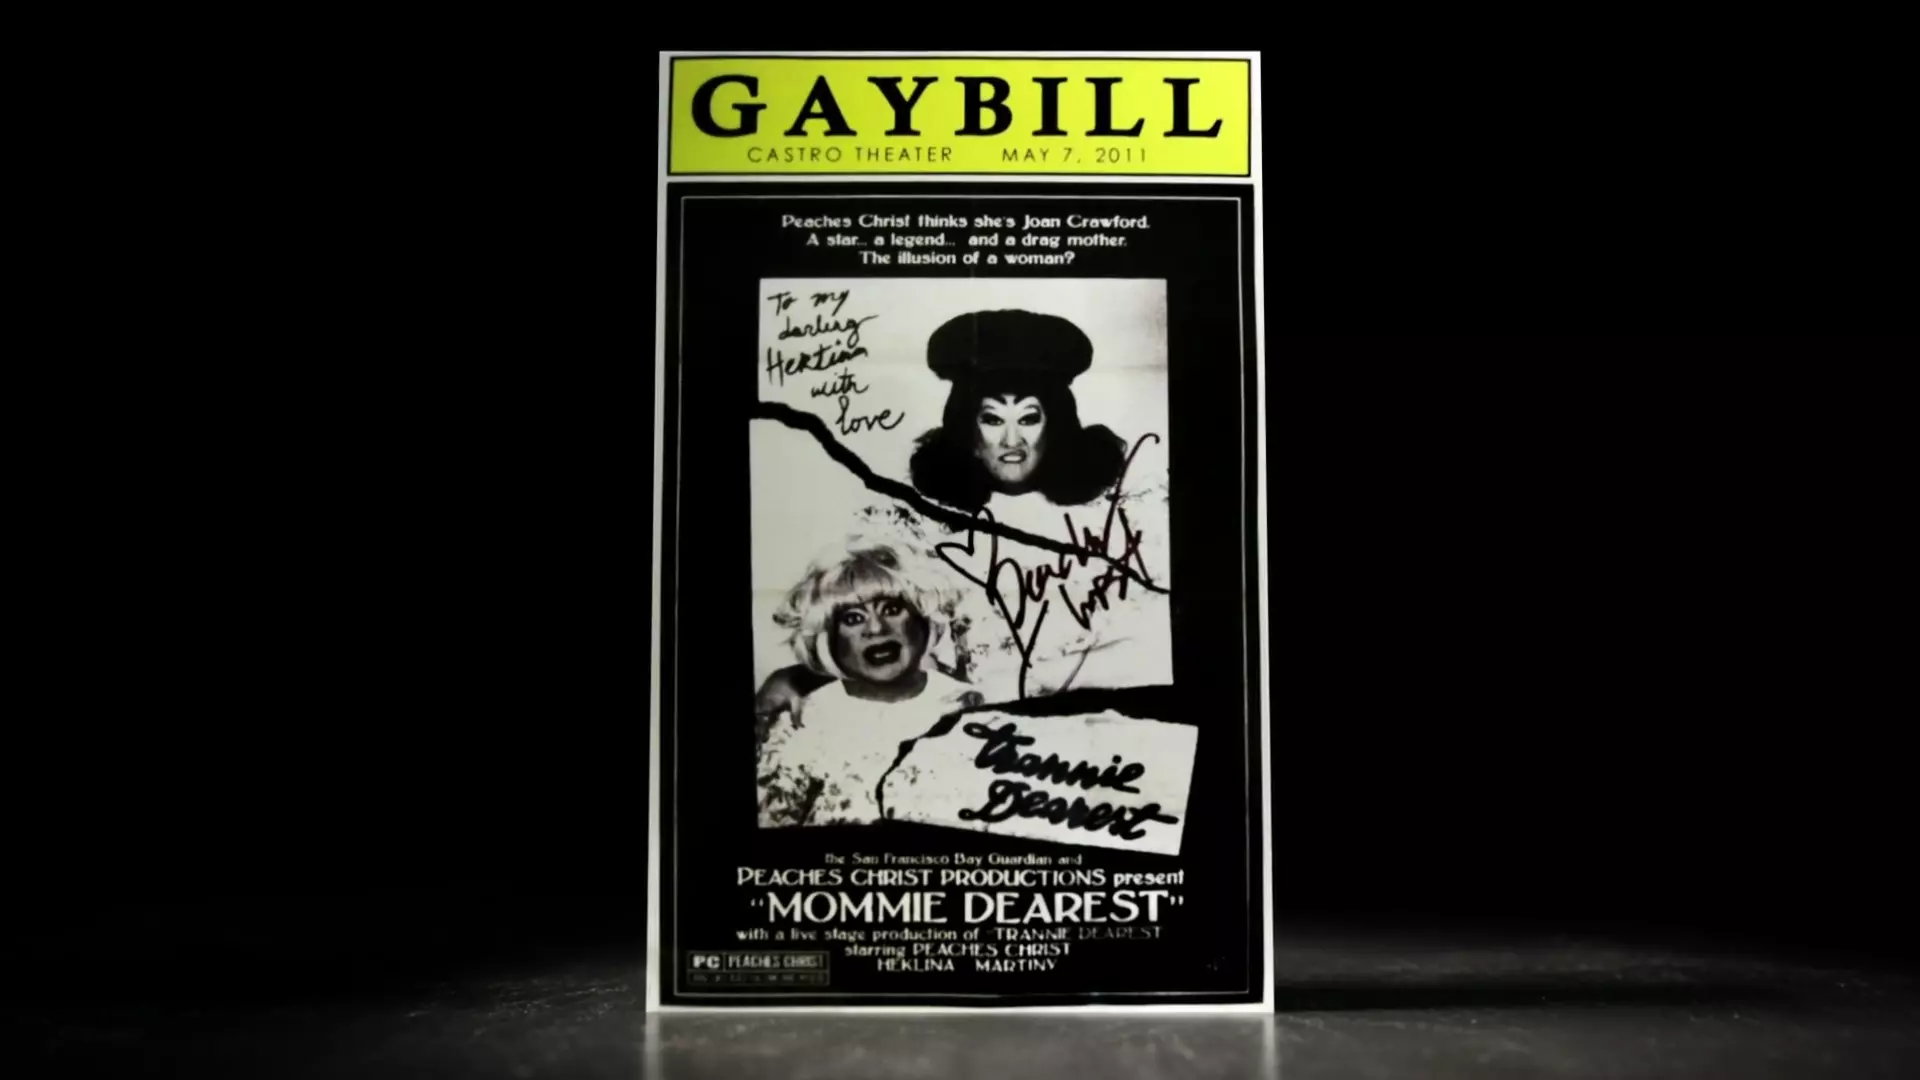 GAYBILL
CASTRO THEATER MAY 7, 2011
Peaches Christ thinks she's Joan Crawford.
A star... a legend... and a drag mother.
The illusion of a woman?
To my
darling
with
love
Trannie
Dearest
the San Francisco Bay Guardian and
PEACHES CHRIST PRODUCTIONS present
"MOMMIE DEAREST"
with a live stage production of "TRANNIE DEAREST"
starring PEACHES CHRIST
HEKLINA MARTINY
PC PEACHES CHRIST